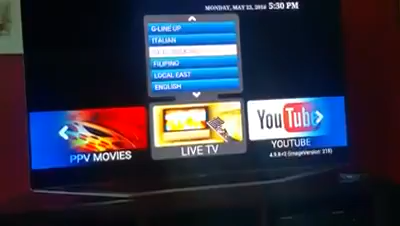 MONDAY, MAY 23, 2016 5:30 PM
G-LINE UP
ITALIAN
FILIPINO
LOCAL EAST
ENGLISH
YouTube
PPV MOVIES
LIVE TV
YOUTUBE